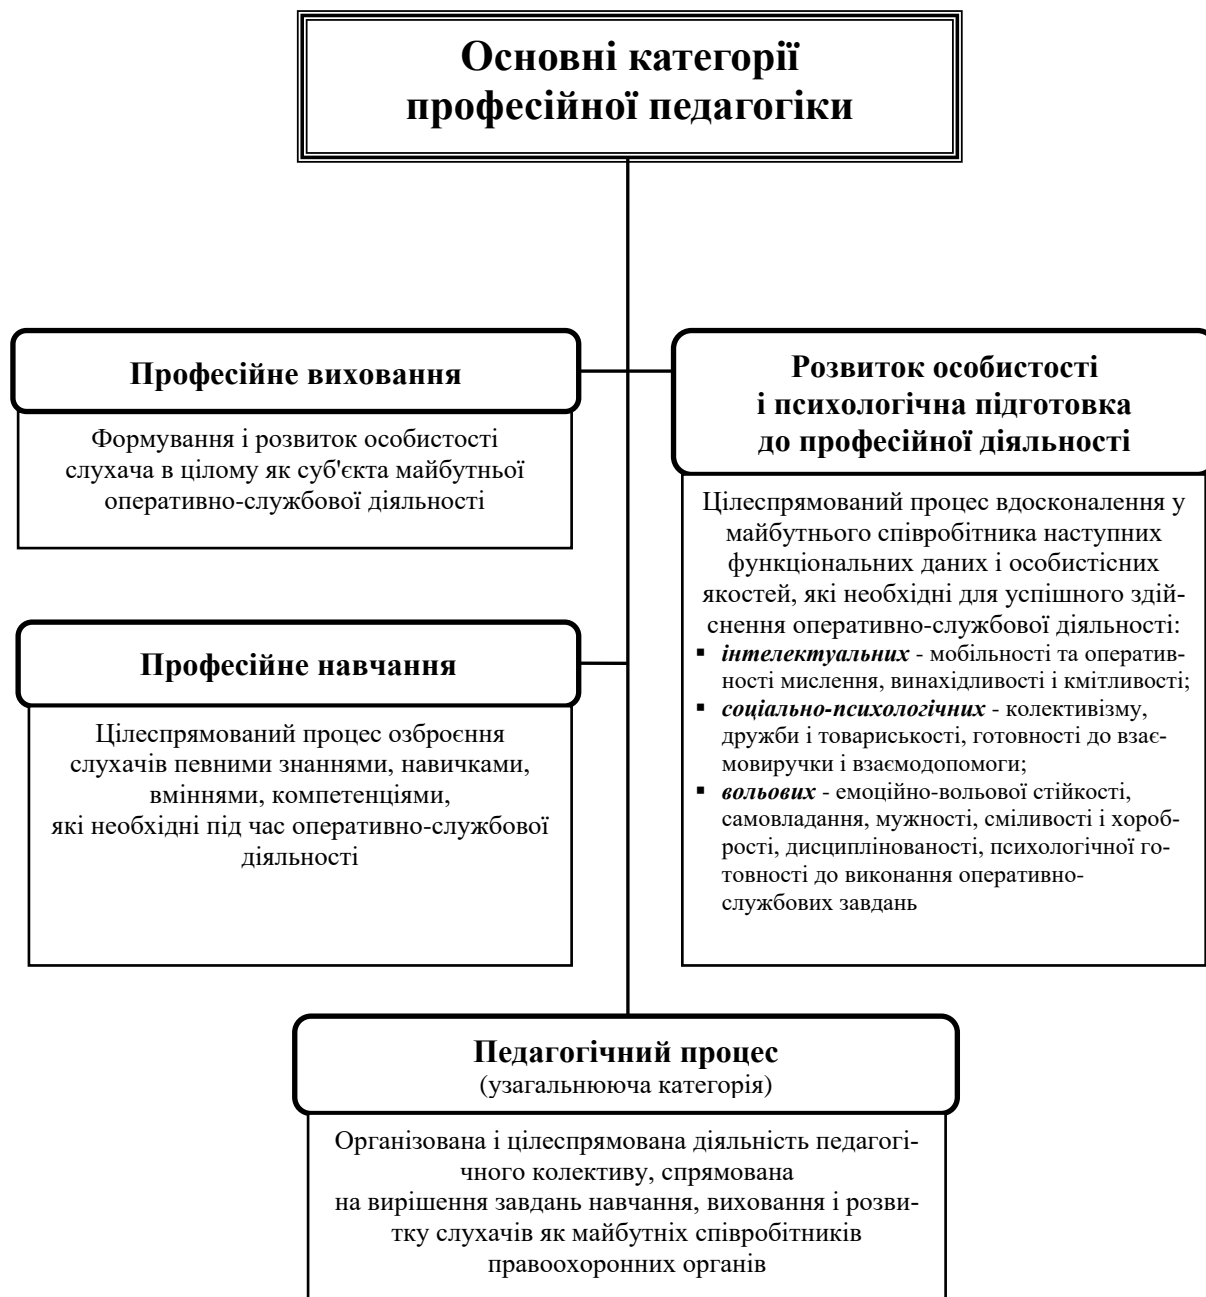 Основні категорії
професійної педагогіки
Професійне виховання
Формування і розвиток особистості
слухача в цілому як суб'єкта майбутньої
оперативно-службової діяльності
Професійне навчання
Цілеспрямований процес озброєння
слухачів певними знаннями, навичками,
вміннями, компетенціями,
які необхідні під час оперативно-службової
діяльності
Розвиток особистості
і психологічна підготовка
до професійної діяльності
Цілеспрямований процес вдосконалення у
майбутнього співробітника наступних
функціональних даних і особистісних
якостей, які необхідні для успішного здій-
снення оперативно-службової діяльності:
▪ інтелектуальних - мобільності та оператив-
ності мислення, винахідливості і кмітливості;
▪ соціально-психологічних - колективізму,
дружби і товариськості, готовності до взає-
мовиручки і взаємодопомоги;
▪ вольових - емоційно-вольової стійкості,
самовладання, мужності, сміливості і хороб-
рості, дисциплінованості, психологічної го-
товності до виконання оперативно-
службових завдань
Педагогічний процес
(узагальнююча категорія)
Організована і цілеспрямована діяльність педагогі-
чного колективу, спрямована
на вирішення завдань навчання, виховання і розви-
тку слухачів як майбутніх співробітників
правоохоронних органів